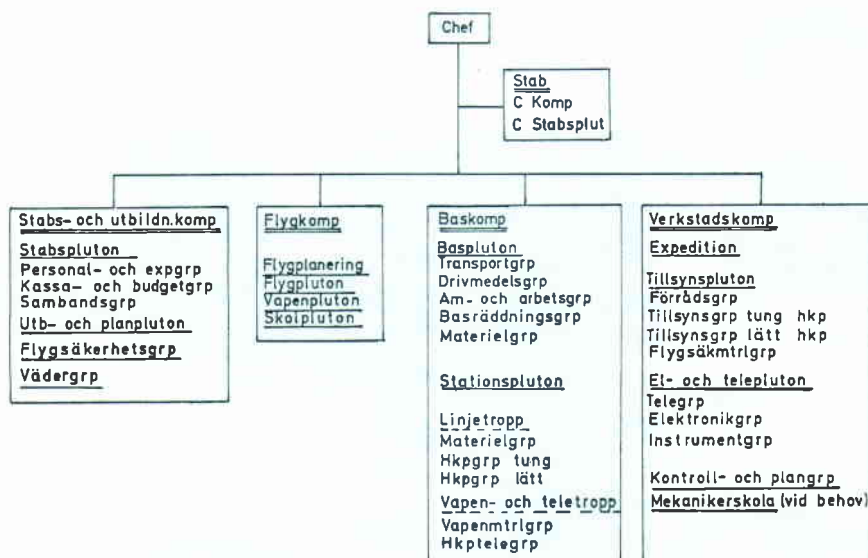 Chef
Stab
C Komp
C Stabsplut
Stabs- och utbildn.komp
Stabspluton
Personal- och expgrp
Kassa- och budgetgrp
Sambandsgrp
Utb- och planpluton
Flygsäkerhetsgrp
Vädergrp
Flygkomp
Flygplanering
Flygpluton
Vapenpluton
Skolpluton
Baskomp
Baspluton
Transportgrp
Drivmedelsgrp
Am- och arbetsgrp
Basräddningsgrp
Materielgrp
Stationspluton
Linjetropp
Materielgrp
Hkpgrp tung
Hkpgrp lätt
Vapen- och teletropp
Vapenmtrlgrp
Hkptelegrp
Verkstadskomp
Expedition
Tillsynspluton
Förrådsgrp
Tillsynsgrp tung hkp
Tillsynsgrp lätt hkp
Flygsäkmtrlgrp
El- och telepluton
Telegrp
Elektronikgrp
Instrumentgrp
Kontroll- och plangrp
Mekanikerskola (vid behov)